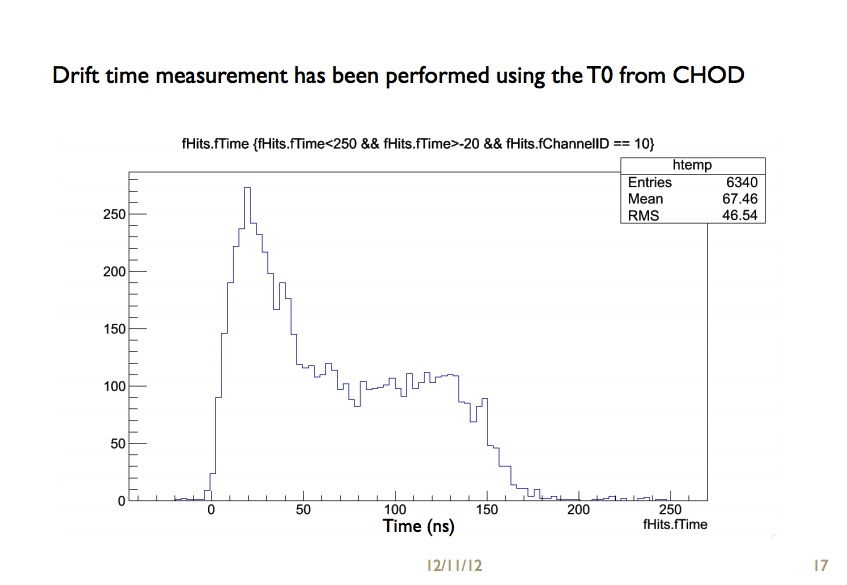 Drift time measurement has been performed using the T0 from CHOD
fHits.fTime {fHits.fTime<250 && fHits.fTime>-20 && fHits.fChannelID == 10}
htemp
Entries 6340
Mean 67.46
RMS 46.54
250
200
150
100
50
0
0 50 100 150 200 250
Time (ns)
fHits.fTime
12/11/12
17